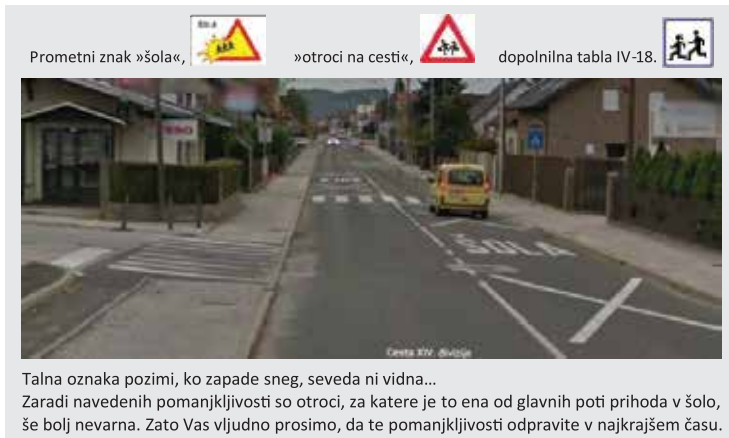 Prometni znak »šola«, »otroci na cesti«, dopolnilna tabla IV-18.
ŠOLA
Cesta XIV. divizije
Talna oznaka pozimi, ko zapade sneg, seveda ni vidna…
Zaradi navedenih pomanjkljivosti so otroci, za katere je to ena od glavnih poti prihoda v šolo,
še bolj nevarna. Zato Vas vljudno prosimo, da te pomanjkljivosti odpravite v najkrajšem času.